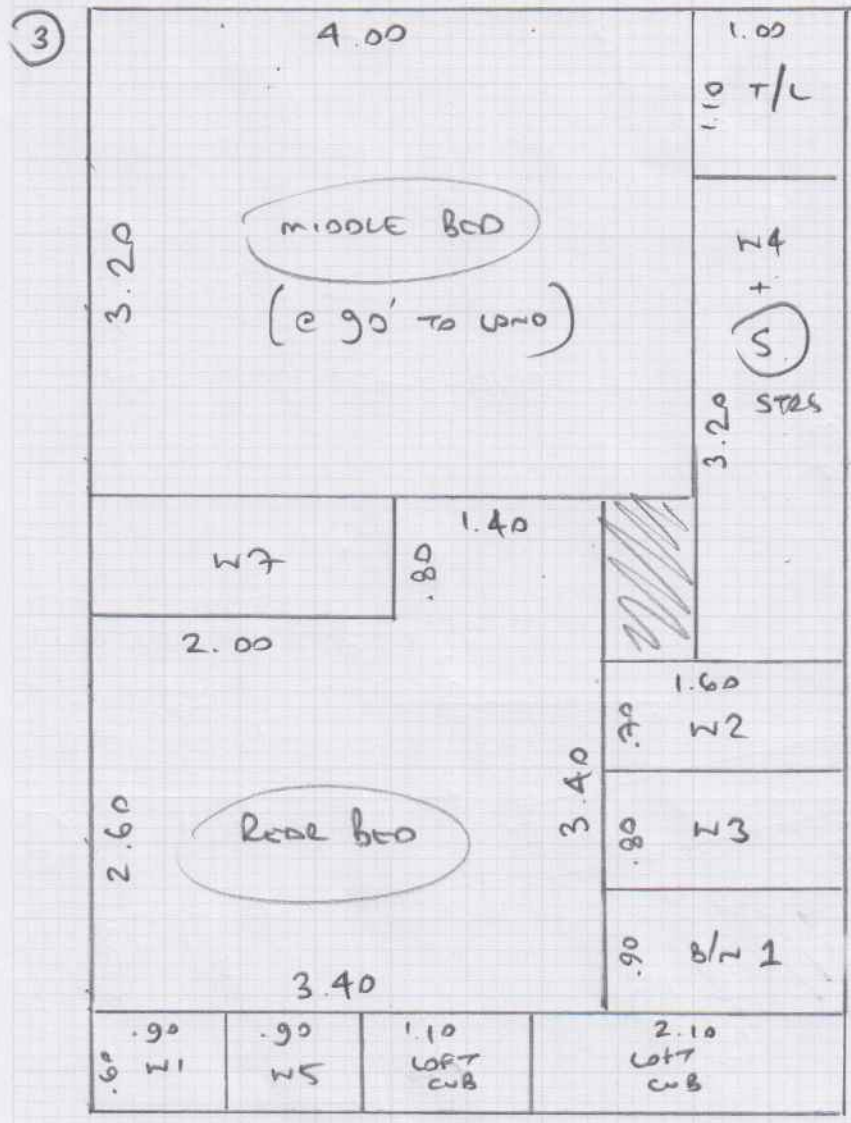 3
4.00
1.00
1.10 T/L
3.20
MIDDLE BED
(@ 90' TO LAND)
W4
+
S
STRS
3.20
W7
.80
1.40
2.00
1.60
.70 W2
2.60
REAR BED
3.40
.80 W3
.90 B/W 1
3.40
.90
.60 W1
.90
W5
1.10
LOFT
CUB
2.10
LOFT
CUB